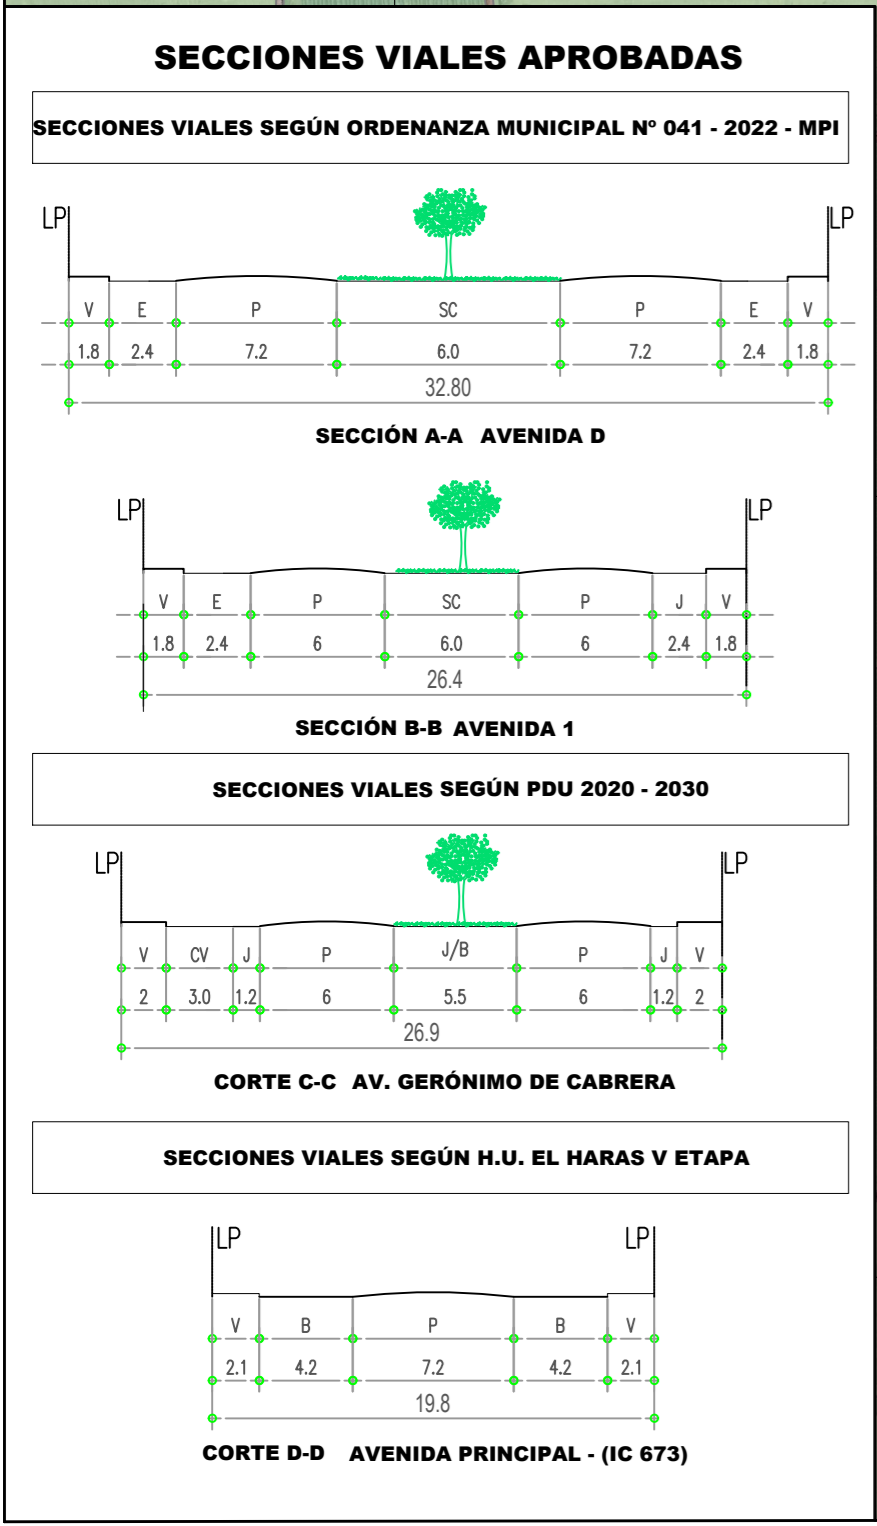 SECCIONES VIALES APROBADAS
SECCIONES VIALES SEGÚN ORDENANZA MUNICIPAL Nº 041 - 2022 - MPI
LP LP
V E P SC P E V
1.8 2.4 7.2 6.0 7.2 2.4 1.8
32.80
SECCIÓN A-A AVENIDA D
LP LP
V E P SC P J V
1.8 2.4 6 6.0 6 2.4 1.8
26.4
SECCIÓN B-B AVENIDA 1
SECCIONES VIALES SEGÚN PDU 2020 - 2030
LP LP
V CV J P J/B P J V
2 3.0 1.2 6 5.5 6 1.2 2
26.9
CORTE C-C AV. GERÓNIMO DE CABRERA
SECCIONES VIALES SEGÚN H.U. EL HARAS V ETAPA
LP LP
V B P B V
2.1 4.2 7.2 4.2 2.1
19.8
CORTE D-D AVENIDA PRINCIPAL - (IC 673)